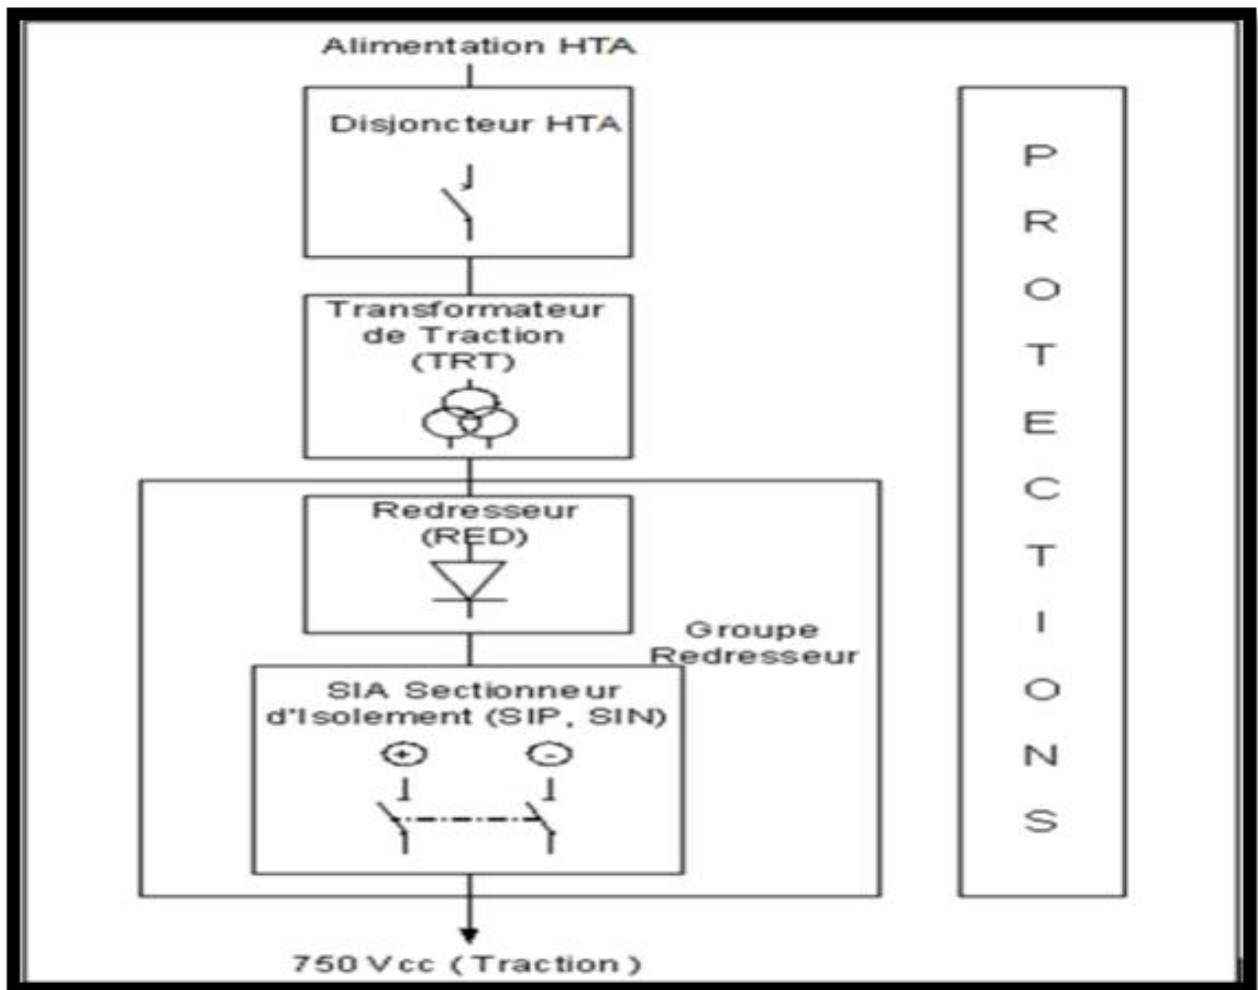 Alimentation HTA
Disjoncteur HTA
Transformateur
de Traction
(TRT)
Redresseur
(RED)
Groupe
Redresseur
SIA Sectionneur
d'Isolement (SIP, SIN)
+ -
750 Vcc (Traction)
P
R
O
T
E
C
T
I
O
N
S